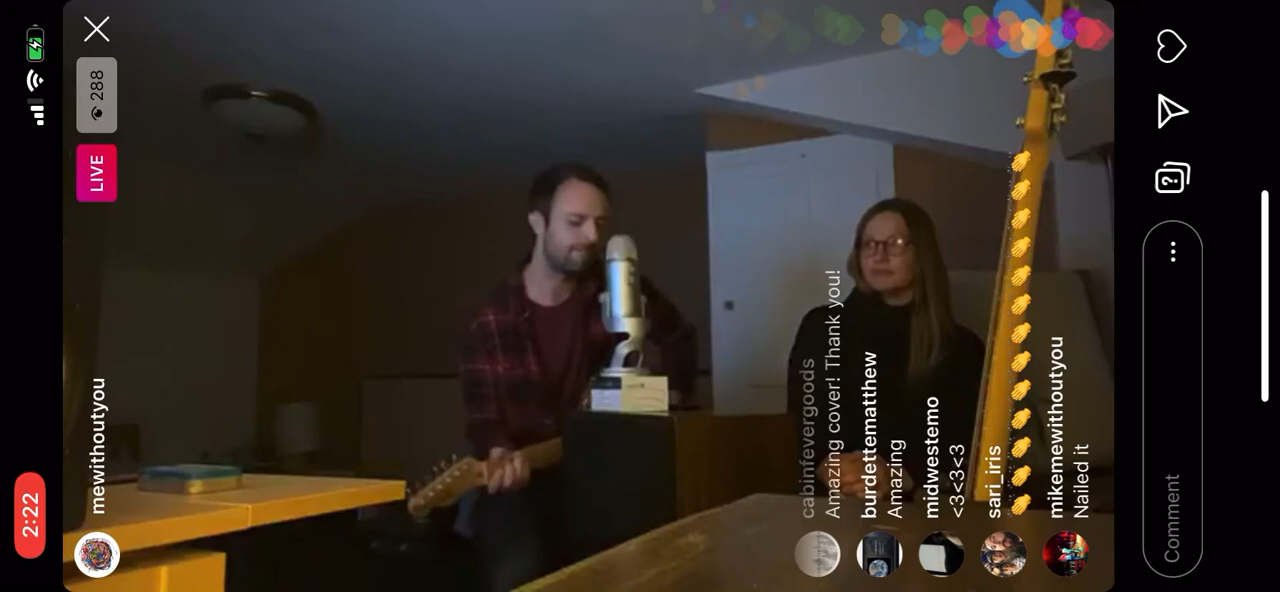 2:22
mewithoutyou
LIVE
288
cabinfevergoods
Amazing cover! Thank you!
burdettematthew
Amazing
midwestemo
<3<3<3
sari_iris
👏👏👏👏👏👏👏👏👏👏👏👏👏
mikemewithoutyou
Nailed it
Comment